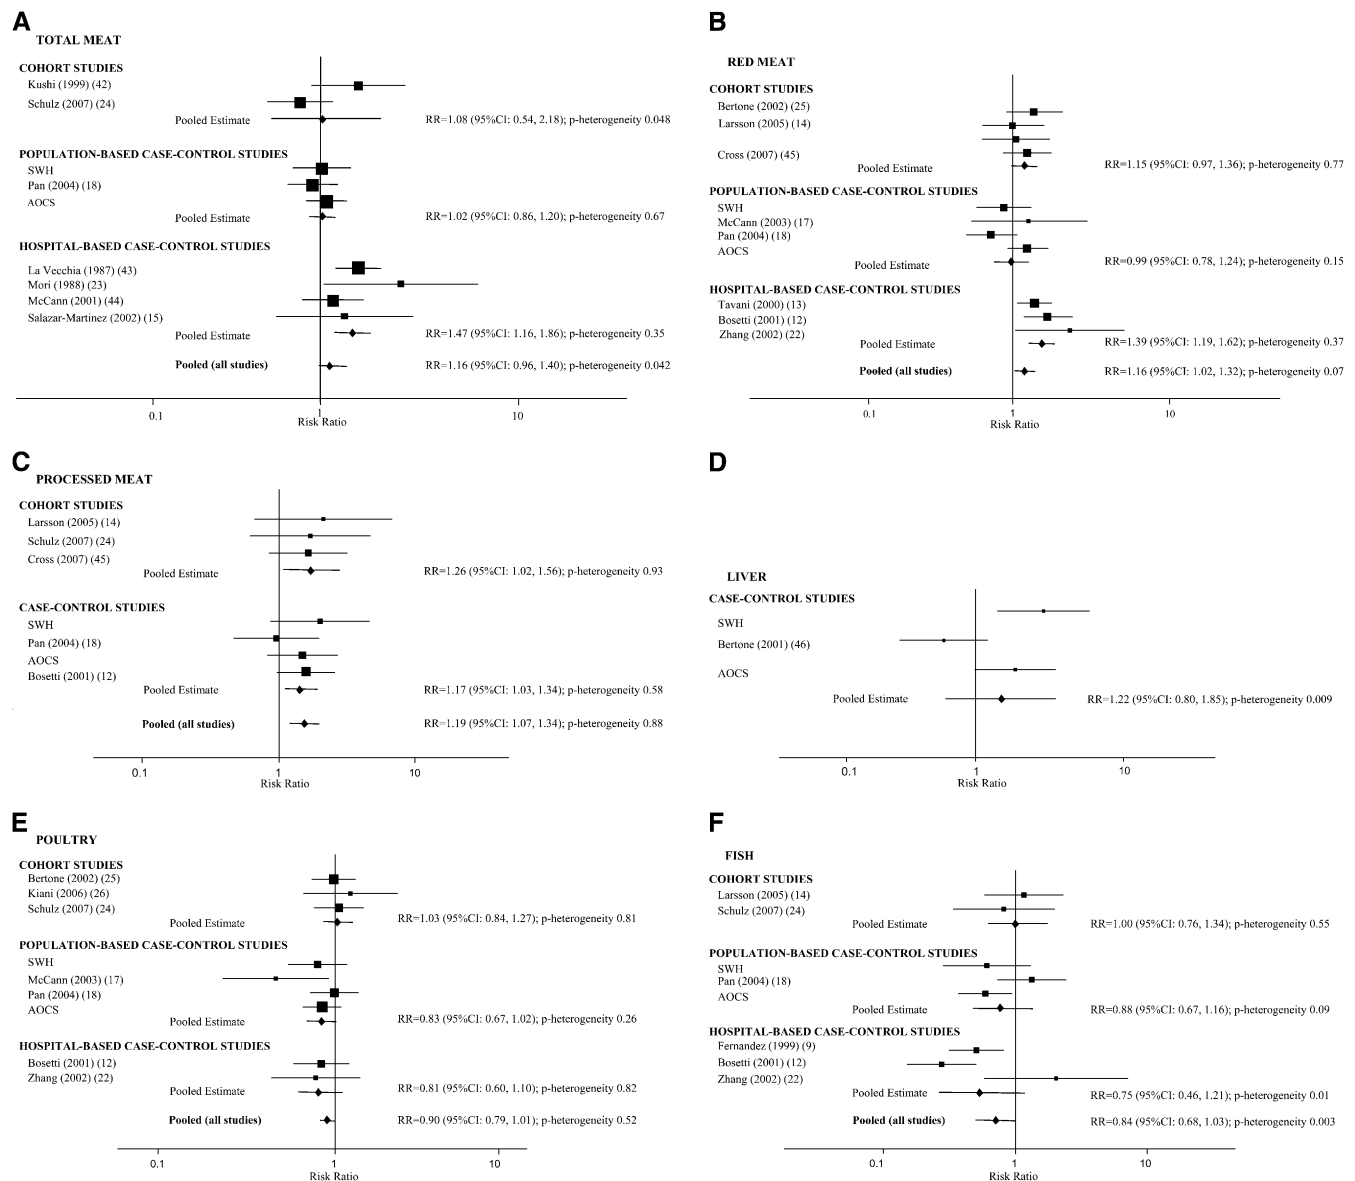 A
TOTAL MEAT
COHORT STUDIES
Kushi (1999) (42)
Schulz (2007) (24)
Pooled Estimate RR=1.08 (95%CI: 0.54, 2.18); p-heterogeneity 0.048
POPULATION-BASED CASE-CONTROL STUDIES
SWH
Pan (2004) (18)
AOCS
Pooled Estimate RR=1.02 (95%CI: 0.86, 1.20); p-heterogeneity 0.67
HOSPITAL-BASED CASE-CONTROL STUDIES
La Vecchia (1987) (43)
Mori (1988) (23)
McCann (2001) (44)
Salazar-Martinez (2002) (15)
Pooled Estimate RR=1.47 (95%CI: 1.16, 1.86); p-heterogeneity 0.35
Pooled (all studies) RR=1.16 (95%CI: 0.96, 1.40); p-heterogeneity 0.042
0.1 1 10
Risk Ratio
B
RED MEAT
COHORT STUDIES
Bertone (2002) (25)
Larsson (2005) (14)
Cross (2007) (45)
Pooled Estimate RR=1.15 (95%CI: 0.97, 1.36); p-heterogeneity 0.77
POPULATION-BASED CASE-CONTROL STUDIES
SWH
McCann (2003) (17)
Pan (2004) (18)
AOCS
Pooled Estimate RR=0.99 (95%CI: 0.78, 1.24); p-heterogeneity 0.15
HOSPITAL-BASED CASE-CONTROL STUDIES
Tavani (2000) (13)
Bosetti (2001) (12)
Zhang (2002) (22)
Pooled Estimate RR=1.39 (95%CI: 1.19, 1.62); p-heterogeneity 0.37
Pooled (all studies) RR=1.16 (95%CI: 1.02, 1.32); p-heterogeneity 0.07
0.1 1 10
Risk Ratio
C
PROCESSED MEAT
COHORT STUDIES
Larsson (2005) (14)
Schulz (2007) (24)
Cross (2007) (45)
Pooled Estimate RR=1.26 (95%CI: 1.02, 1.56); p-heterogeneity 0.93
CASE-CONTROL STUDIES
SWH
Pan (2004) (18)
AOCS
Bosetti (2001) (12)
Pooled Estimate RR=1.17 (95%CI: 1.03, 1.34); p-heterogeneity 0.58
Pooled (all studies) RR=1.19 (95%CI: 1.07, 1.34); p-heterogeneity 0.88
0.1 1 10
Risk Ratio
D
LIVER
CASE-CONTROL STUDIES
SWH
Bertone (2001) (46)
AOCS
Pooled Estimate RR=1.22 (95%CI: 0.80, 1.85); p-heterogeneity 0.009
0.1 1 10
Risk Ratio
E
POULTRY
COHORT STUDIES
Bertone (2002) (25)
Kiani (2006) (26)
Schulz (2007) (24)
Pooled Estimate RR=1.03 (95%CI: 0.84, 1.27); p-heterogeneity 0.81
POPULATION-BASED CASE-CONTROL STUDIES
SWH
McCann (2003) (17)
Pan (2004) (18)
AOCS
Pooled Estimate RR=0.83 (95%CI: 0.67, 1.02); p-heterogeneity 0.26
HOSPITAL-BASED CASE-CONTROL STUDIES
Bosetti (2001) (12)
Zhang (2002) (22)
Pooled Estimate RR=0.81 (95%CI: 0.60, 1.10); p-heterogeneity 0.82
Pooled (all studies) RR=0.90 (95%CI: 0.79, 1.01); p-heterogeneity 0.52
0.1 1 10
Risk Ratio
F
FISH
COHORT STUDIES
Larsson (2005) (14)
Schulz (2007) (24)
Pooled Estimate RR=1.00 (95%CI: 0.76, 1.34); p-heterogeneity 0.55
POPULATION-BASED CASE-CONTROL STUDIES
SWH
Pan (2004) (18)
AOCS
Pooled Estimate RR=0.88 (95%CI: 0.67, 1.16); p-heterogeneity 0.09
HOSPITAL-BASED CASE-CONTROL STUDIES
Fernandez (1999) (9)
Bosetti (2001) (12)
Zhang (2002) (22)
Pooled Estimate RR=0.75 (95%CI: 0.46, 1.21); p-heterogeneity 0.01
Pooled (all studies) RR=0.84 (95%CI: 0.68, 1.03); p-heterogeneity 0.003
0.1 1 10
Risk Ratio